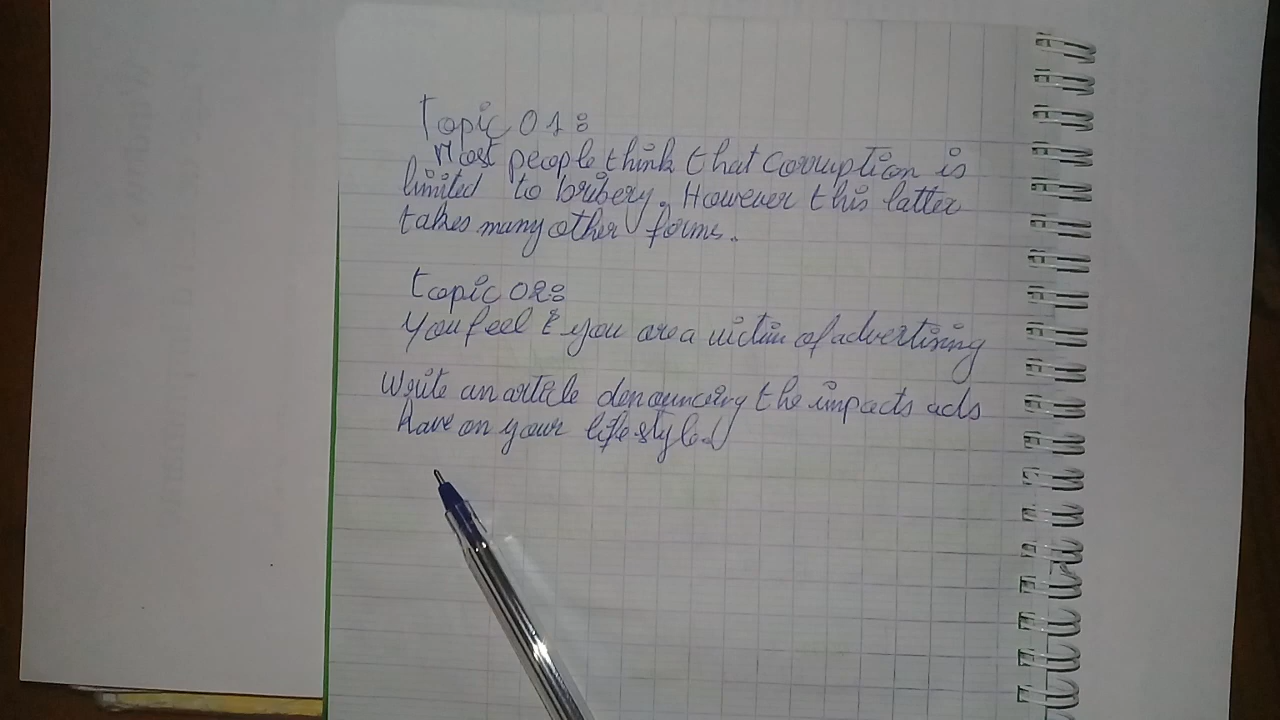 Topic 01:
Most people think that corruption is
limited to bribery. However this latter
takes many other forms.
topic 02:
You feel & you are a victim of advertising
Write an article denouncing the impacts ads
have on your lifestyle.